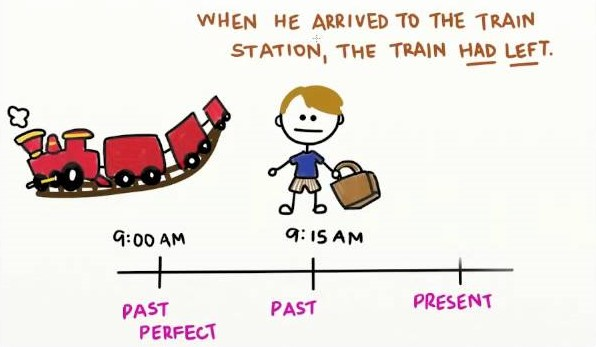 WHEN HE ARRIVED TO THE TRAIN
STATION, THE TRAIN HAD LEFT.
9:00 AM
9:15 AM
PAST
PERFECT
PAST
PRESENT